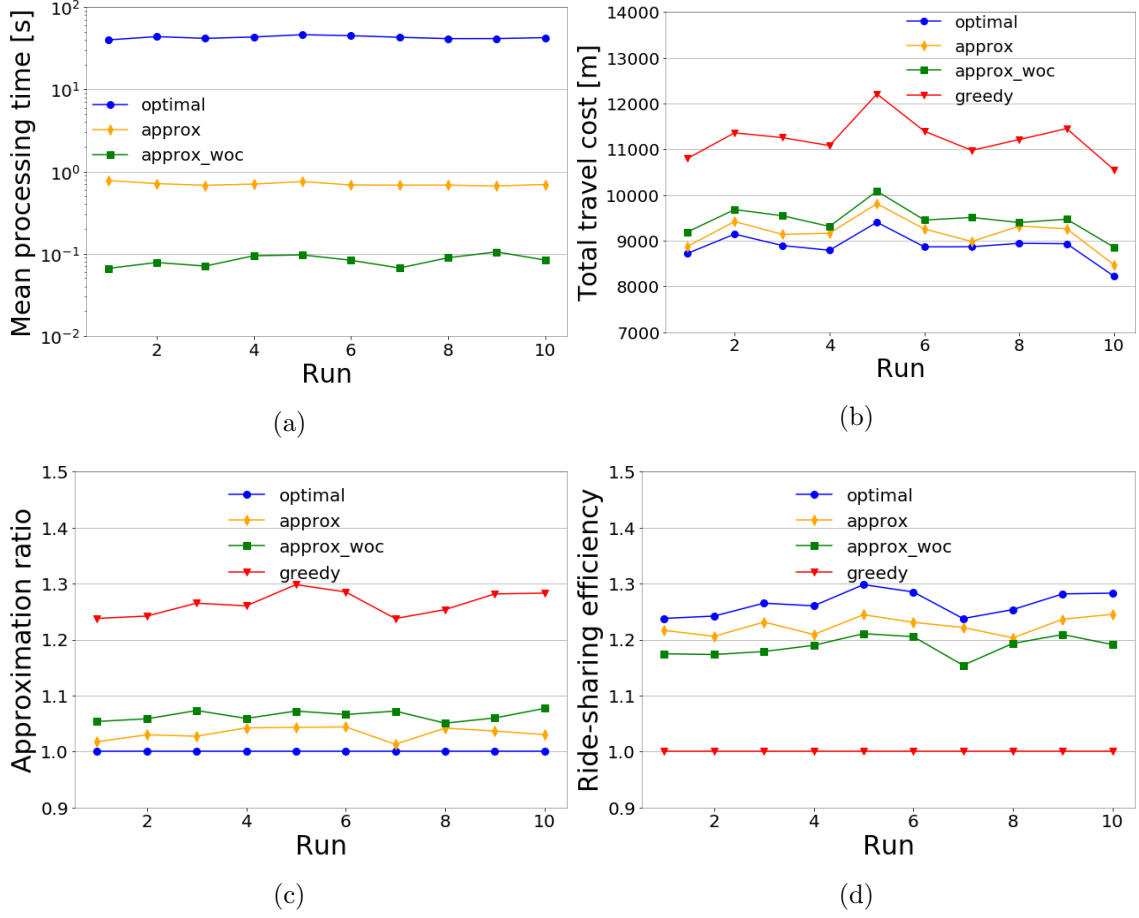 Mean processing time [s]
10²
10¹
10⁰
10⁻¹
10⁻²
optimal
approx
approx_woc
2
4
6
8
10
Run
(a)
Total travel cost [m]
14000
13000
12000
11000
10000
9000
8000
7000
optimal
approx
approx_woc
greedy
2
4
6
8
10
Run
(b)
Approximation ratio
1.5
1.4
1.3
1.2
1.1
1.0
0.9
optimal
approx
approx_woc
greedy
2
4
6
8
10
Run
(c)
Ride-sharing efficiency
1.5
1.4
1.3
1.2
1.1
1.0
0.9
optimal
approx
approx_woc
greedy
2
4
6
8
10
Run
(d)